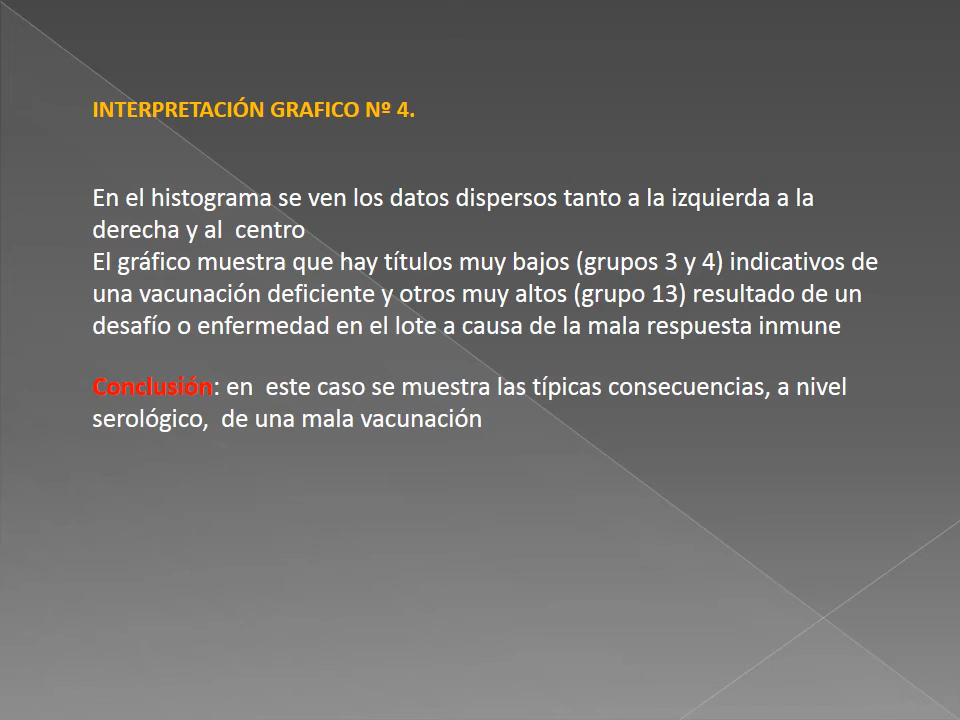 INTERPRETACIÓN GRAFICO Nº 4.
En el histograma se ven los datos dispersos tanto a la izquierda a la
derecha y al  centro
El gráfico muestra que hay títulos muy bajos (grupos 3 y 4) indicativos de
una vacunación deficiente y otros muy altos (grupo 13) resultado de un
desafío o enfermedad en el lote a causa de la mala respuesta inmune
Conclusión: en  este caso se muestra las típicas consecuencias, a nivel
serológico,  de una mala vacunación